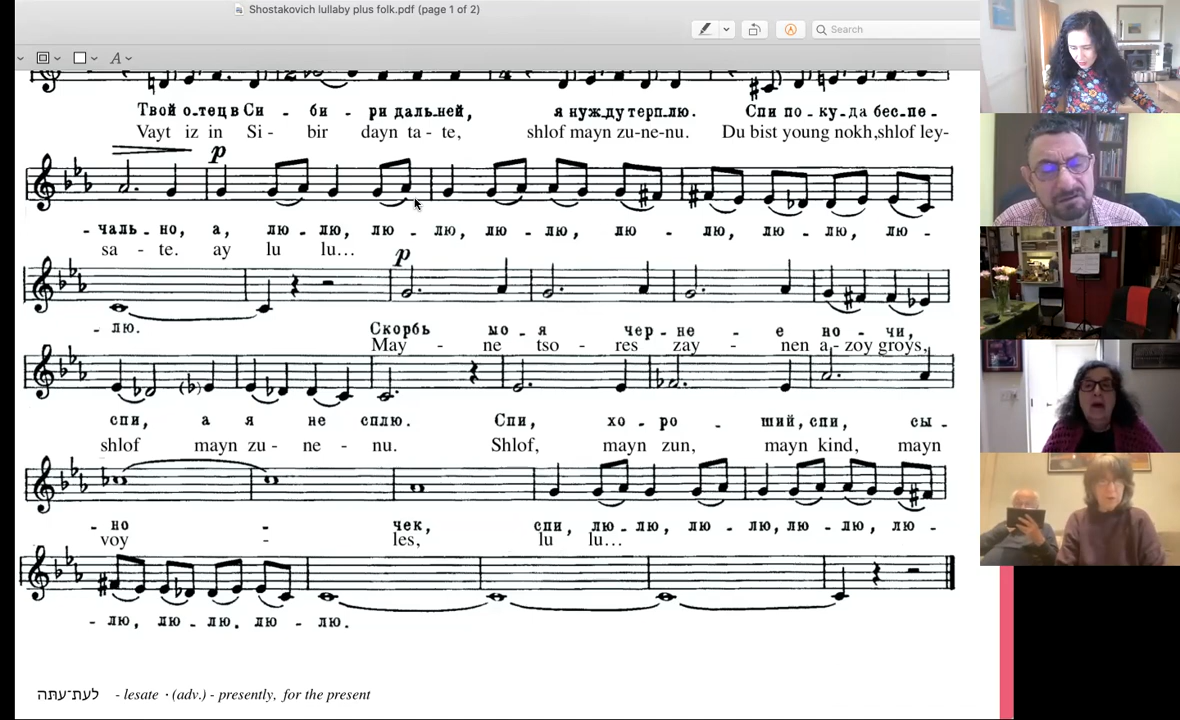 Shostakovich lullaby plus folk.pdf (page 1 of 2)
Search
Твой о-тец в Си - би - ри даль-ней, я нуж-ду терп-лю. Спи по-ку-да бес-пе-
Vayt iz in Si- bir dayn ta - te, shlof mayn zu-ne-nu. Du bist young nokh,shlof ley-
p
- чаль - но, а, лю - лю, лю - лю, лю - лю, лю - лю, лю - лю, лю -
sa - te. ay lu lu...
p
- лю. Скорбь мо - я чер - не - е но - чи,
May - ne tso - res zay - nen a,- zoy groys,
(b)
спи, а я не сплю. Спи, хо - ро - ший, спи, сы -
shlof mayn zu - ne - nu. Shlof, mayn zun, mayn kind, mayn
- но - чек, спи, лю - лю, лю - лю, лю - лю, лю -
voy - les, lu lu...
- лю, лю - лю, лю - лю.
לעת־עתּה - lesate · (adv.) - presently, for the present